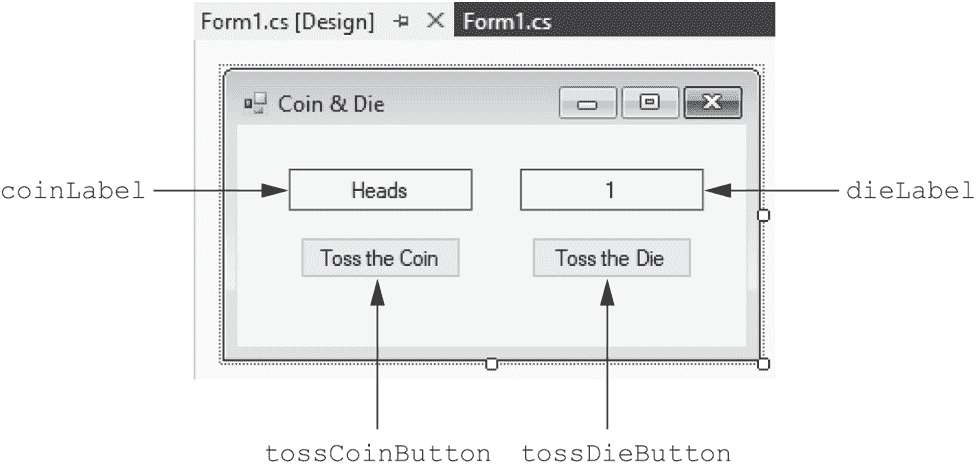 Form1.cs [Design] Form1.cs
Coin & Die
coinLabel Heads 1 dieLabel
Toss the Coin Toss the Die
tossCoinButton tossDieButton